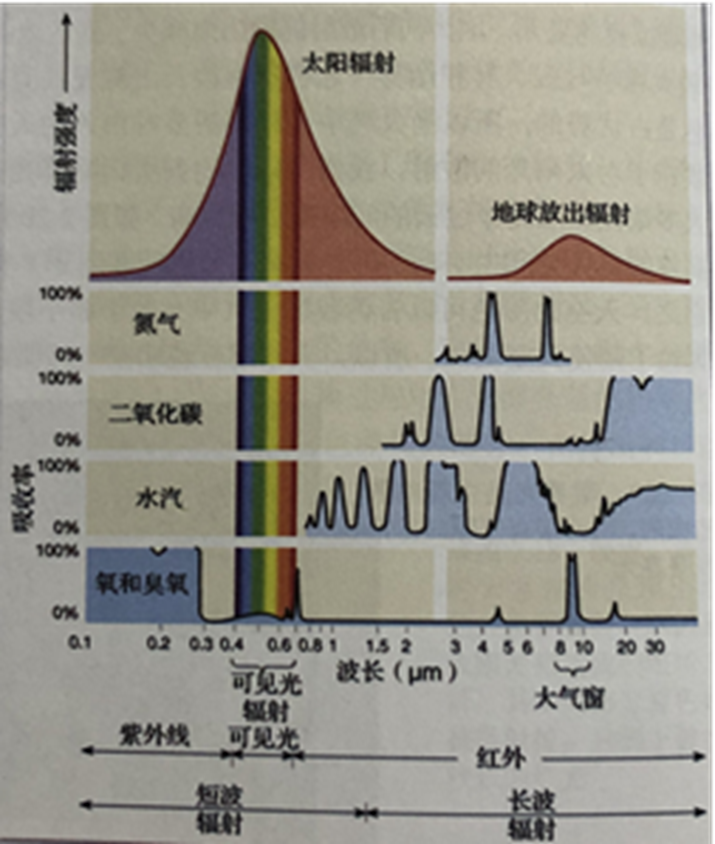 太阳辐射
辐射强度
地球放出辐射
100%
氮气
0%
100%
二氧化碳
0%
吸收率
100%
水汽
0%
100%
氧和臭氧
0%
0.1 0.2 0.3 0.4 0.6 0.8 1 1.5 2 3 4 5 6 8 10 20 30
波长（μm）
可见光
辐射
大气窗
紫外线
可见光
红外
短波
辐射
长波
辐射